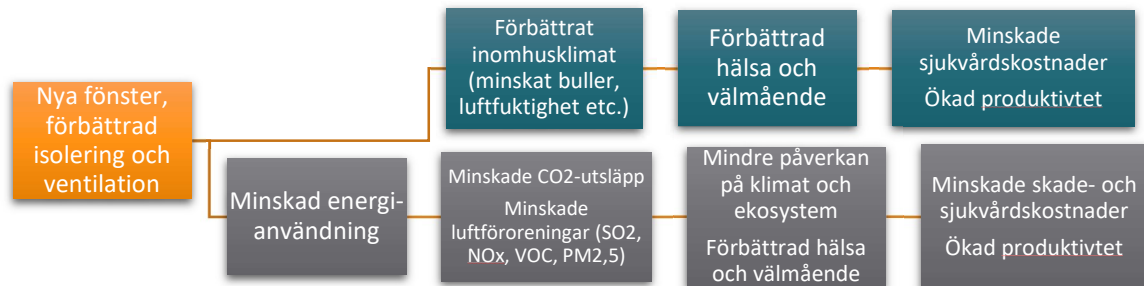 Nya fönster,
förbättrad
isolering och
ventilation
Förbättrat
inomhusklimat
(minskat buller,
luftfuktighet etc.)
Förbättrad
hälsa och
välmående
Minskade
sjukvårdskostnader
Ökad produktivtet
Minskad energi-
användning
Minskade CO2-utsläpp
Minskade
luftföroreningar (SO2,
NOx, VOC, PM2,5)
Mindre påverkan
på klimat och
ekosystem
Förbättrad hälsa
och välmående
Minskade skade- och
sjukvårdskostnader
Ökad produktivtet